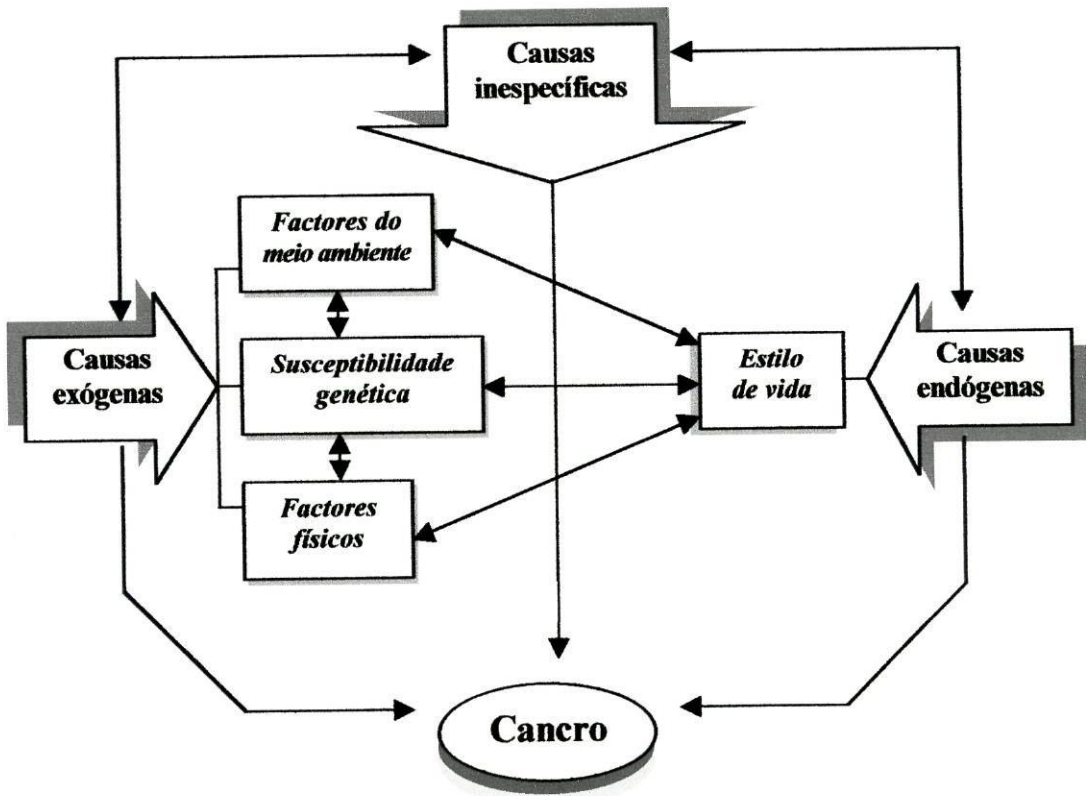 Causas
inespecíficas
Factores do
meio ambiente
Causas
exógenas
Susceptibilidade
genética
Estilo
de vida
Causas
endógenas
Factores
físicos
Cancro